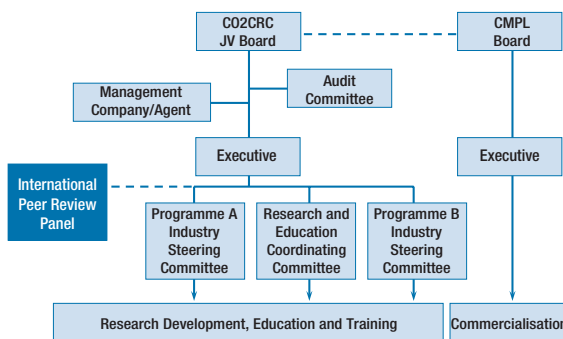 CO2CRC
JV Board
CMPL
Board
Management
Company/Agent
Audit
Committee
Executive
Executive
International
Peer Review
Panel
Programme A
Industry
Steering
Committee
Research and
Education
Coordinating
Committee
Programme B
Industry
Steering
Committee
Research Development, Education and Training
Commercialisation